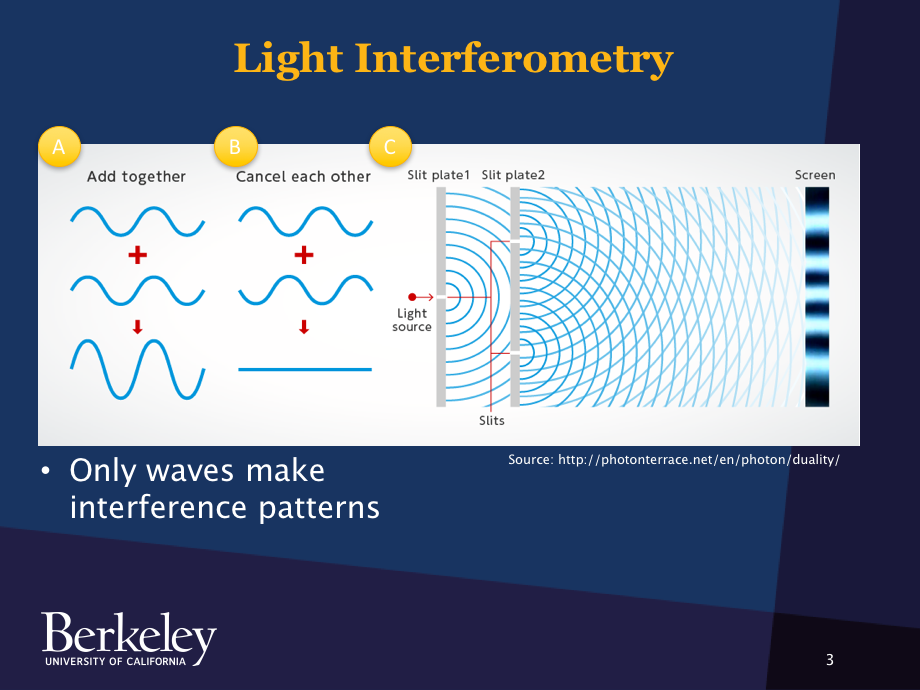 Light Interferometry
A
B
C
Add together
Cancel each other
Slit plate1
Slit plate2
Screen
Light
source
Slits
Source: http://photonterrace.net/en/photon/duality/
• Only waves make
interference patterns
Berkeley
UNIVERSITY OF CALIFORNIA
3